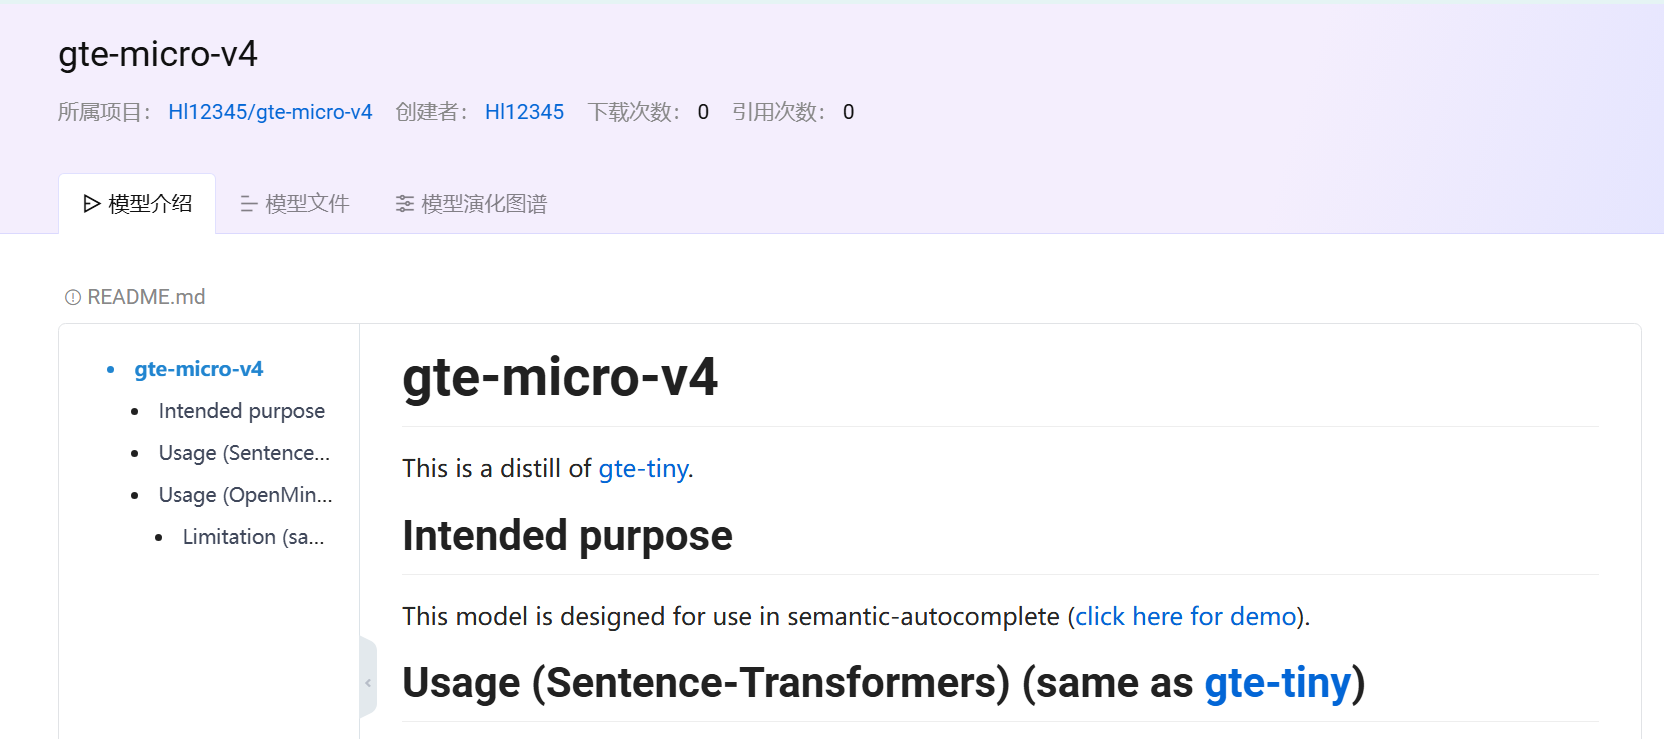 gte-micro-v4
所属项目： Hl12345/gte-micro-v4 创建者： Hl12345 下载次数： 0 引用次数： 0
模型介绍 模型文件 模型演化图谱
README.md
gte-micro-v4
Intended purpose
Usage (Sentence...
Usage (OpenMin...
Limitation (sa...
gte-micro-v4
This is a distill of gte-tiny.
Intended purpose
This model is designed for use in semantic-autocomplete (click here for demo).
Usage (Sentence-Transformers) (same as gte-tiny)